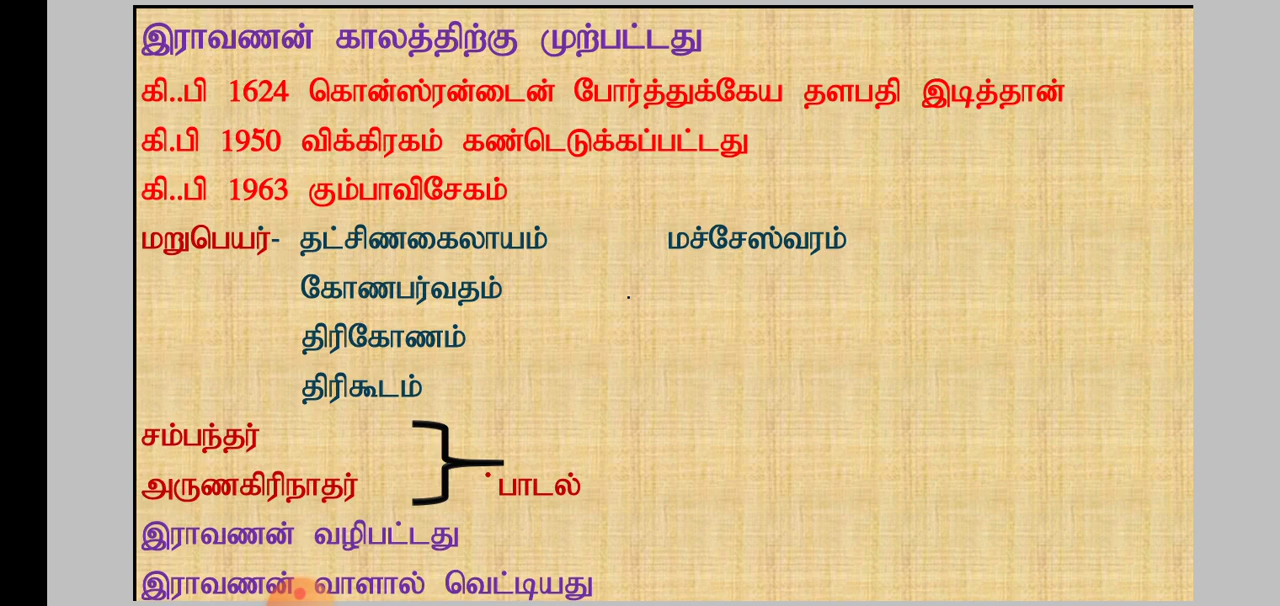 இராவணன் காலத்திற்கு முற்பட்டது
கி..பி 1624 கொன்ஸ்ரன்டைன் போர்த்துக்கேய தளபதி இடித்தான்
கி.பி 1950 விக்கிரகம் கண்டெடுக்கப்பட்டது
கி..பி 1963 கும்பாவிசேகம்
மறுபெயர்- தட்சிணகைலாயம் மச்சேஸ்வரம்
கோணபர்வதம்
திரிகோணம்
திரிகூடம்
சம்பந்தர்
அருணகிரிநாதர் பாடல்
இராவணன் வழிபட்டது
இராவணன் வாளால் வெட்டியது